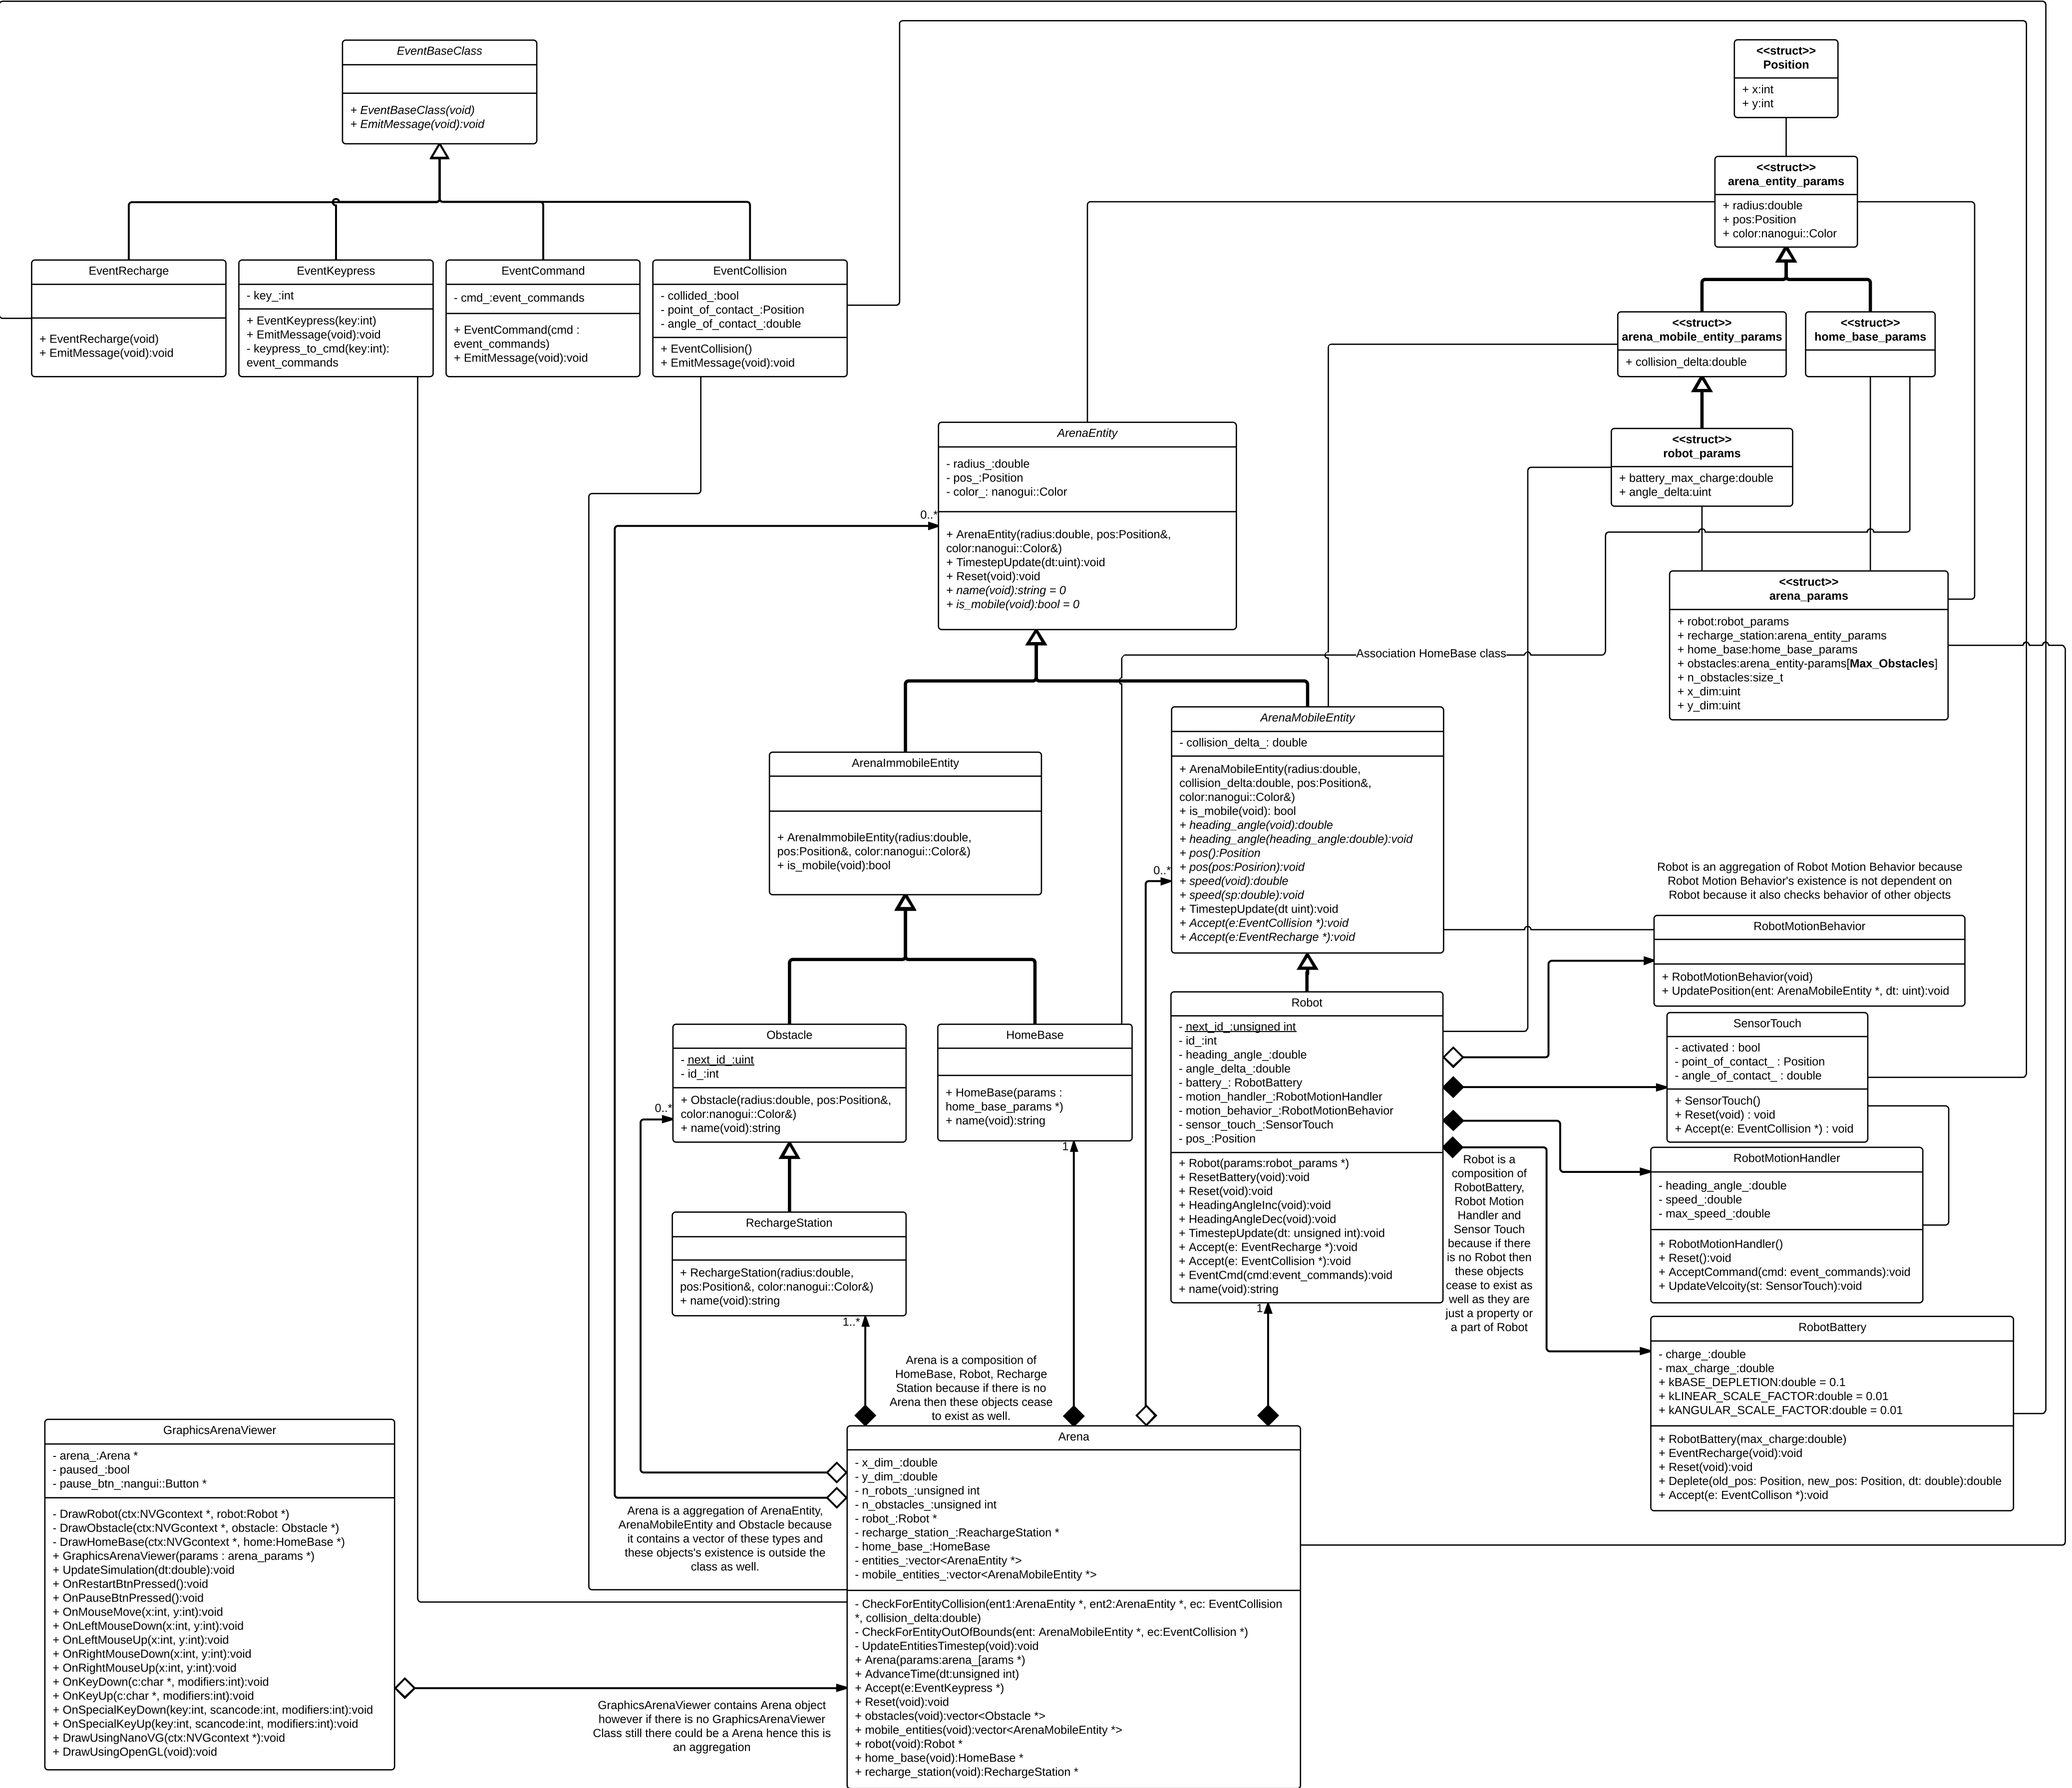 EventBaseClass
+ EventBaseClass(void)
+ EmitMessage(void):void
<<struct>>
Position
+ x:int
+ y:int
<<struct>>
arena_entity_params
+ radius:double
+ pos:Position
+ color:nanogui::Color
EventRecharge
+ EventRecharge(void)
+ EmitMessage(void):void
EventKeypress
- key_:int
+ EventKeypress(key:int)
+ EmitMessage(void):void
- keypress_to_cmd(key:int):
event_commands
EventCommand
- cmd_:event_commands
+ EventCommand(cmd :
event_commands)
+ EmitMessage(void):void
EventCollision
- collided_:bool
- point_of_contact_:Position
- angle_of_contact_:double
+ EventCollision()
+ EmitMessage(void):void
<<struct>>
arena_mobile_entity_params
+ collision_delta:double
<<struct>>
home_base_params
<<struct>>
robot_params
+ battery_max_charge:double
+ angle_delta:uint
ArenaEntity
- radius_:double
- pos_:Position
- color_: nanogui::Color
0..*
+ ArenaEntity(radius:double, pos:Position&,
color:nanogui::Color&)
+ TimestepUpdate(dt:uint):void
+ Reset(void):void
+ name(void):string = 0
+ is_mobile(void):bool = 0
<<struct>>
arena_params
+ robot:robot_params
+ recharge_station:arena_entity_params
+ home_base:home_base_params
+ obstacles:arena_entity-params[Max_Obstacles]
+ n_obstacles:size_t
+ x_dim:uint
+ y_dim:uint
Association HomeBase class
ArenaImmobileEntity
+ ArenaImmobileEntity(radius:double,
pos:Position&, color:nanogui::Color&)
+ is_mobile(void):bool
ArenaMobileEntity
- collision_delta_: double
+ ArenaMobileEntity(radius:double,
collision_delta:double, pos:Position&,
color:nanogui::Color&)
+ is_mobile(void): bool
+ heading_angle(void):double
+ heading_angle(heading_angle:double):void
+ pos():Position
+ pos(pos:Posirion):void
+ speed(void):double
+ speed(sp:double):void
+ TimestepUpdate(dt uint):void
+ Accept(e:EventCollision *):void
+ Accept(e:EventRecharge *):void
0..*
Robot is an aggregation of Robot Motion Behavior because
Robot Motion Behavior's existence is not dependent on
Robot because it also checks behavior of other objects
RobotMotionBehavior
+ RobotMotionBehavior(void)
+ UpdatePosition(ent: ArenaMobileEntity *, dt: uint):void
SensorTouch
- activated : bool
- point_of_contact_ : Position
- angle_of_contact_ : double
+ SensorTouch()
+ Reset(void) : void
+ Accept(e: EventCollision *) : void
Obstacle
- next_id_:uint
- id_:int
+ Obstacle(radius:double, pos:Position&,
color:nanogui::Color&)
+ name(void):string
0..*
HomeBase
+ HomeBase(params :
home_base_params *)
+ name(void):string
1
Robot
- next_id_:unsigned int
- id_:int
- heading_angle_:double
- angle_delta_:double
- battery_: RobotBattery
- motion_handler_:RobotMotionHandler
- motion_behavior_:RobotMotionBehavior
- sensor_touch_:SensorTouch
- pos_:Position
+ Robot(params:robot_params *)
+ ResetBattery(void):void
+ Reset(void):void
+ HeadingAngleInc(void):void
+ HeadingAngleDec(void):void
+ TimestepUpdate(dt: unsigned int):void
+ Accept(e: EventRecharge *):void
+ Accept(e: EventCollision *):void
+ EventCmd(cmd:event_commands):void
+ name(void):string
1
Robot is a
composition of
RobotBattery,
Robot Motion
Handler and
Sensor Touch
because if there
is no Robot then
these objects
cease to exist as
well as they are
just a property or
a part of Robot
RobotMotionHandler
- heading_angle_:double
- speed_:double
- max_speed_:double
+ RobotMotionHandler()
+ Reset():void
+ AcceptCommand(cmd: event_commands):void
+ UpdateVelcoity(st: SensorTouch):void
RechargeStation
+ RechargeStation(radius:double,
pos:Position&, color:nanogui::Color&)
+ name(void):string
1..*
Arena is a composition of
HomeBase, Robot, Recharge
Station because if there is no
Arena then these objects cease
to exist as well.
RobotBattery
- charge_:double
- max_charge_:double
+ kBASE_DEPLETION:double = 0.1
+ kLINEAR_SCALE_FACTOR:double = 0.01
+ kANGULAR_SCALE_FACTOR:double = 0.01
+ RobotBattery(max_charge:double)
+ EventRecharge(void):void
+ Reset(void):void
+ Deplete(old_pos: Position, new_pos: Position, dt: double):double
+ Accept(e: EventCollison *):void
GraphicsArenaViewer
- arena_:Arena *
- paused_:bool
- pause_btn_:nangui::Button *
- DrawRobot(ctx:NVGcontext *, robot:Robot *)
- DrawObstacle(ctx:NVGcontext *, obstacle: Obstacle *)
- DrawHomeBase(ctx:NVGcontext *, home:HomeBase *)
+ GraphicsArenaViewer(params : arena_params *)
+ UpdateSimulation(dt:double):void
+ OnRestartBtnPressed():void
+ OnPauseBtnPressed():void
+ OnMouseMove(x:int, y:int):void
+ OnLeftMouseDown(x:int, y:int):void
+ OnLeftMouseUp(x:int, y:int):void
+ OnRightMouseDown(x:int, y:int):void
+ OnRightMouseUp(x:int, y:int):void
+ OnKeyDown(c:char *, modifiers:int):void
+ OnKeyUp(c:char *, modifiers:int):void
+ OnSpecialKeyDown(key:int, scancode:int, modifiers:int):void
+ OnSpecialKeyUp(key:int, scancode:int, modifiers:int):void
+ DrawUsingNanoVG(ctx:NVGcontext *):void
+ DrawUsingOpenGL(void):void
Arena is a aggregation of ArenaEntity,
ArenaMobileEntity and Obstacle because
it contains a vector of these types and
these objects's existence is outside the
class as well.
GraphicsArenaViewer contains Arena object
however if there is no GraphicsArenaViewer
Class still there could be a Arena hence this is
an aggregation
Arena
- x_dim_:double
- y_dim_:double
- n_robots_:unsigned int
- n_obstacles_:unsigned int
- robot_:Robot *
- recharge_station_:ReachargeStation *
- home_base_:HomeBase
- entities_:vector<ArenaEntity *>
- mobile_entities_:vector<ArenaMobileEntity *>
- CheckForEntityCollision(ent1:ArenaEntity *, ent2:ArenaEntity *, ec: EventCollision
*, collision_delta:double)
- CheckForEntityOutOfBounds(ent: ArenaMobileEntity *, ec:EventCollision *)
- UpdateEntitiesTimestep(void):void
+ Arena(params:arena_[arams *)
+ AdvanceTime(dt:unsigned int)
+ Accept(e:EventKeypress *)
+ Reset(void):void
+ obstacles(void):vector<Obstacle *>
+ mobile_entities(void):vector<ArenaMobileEntity *>
+ robot(void):Robot *
+ home_base(void):HomeBase *
+ recharge_station(void):RechargeStation *